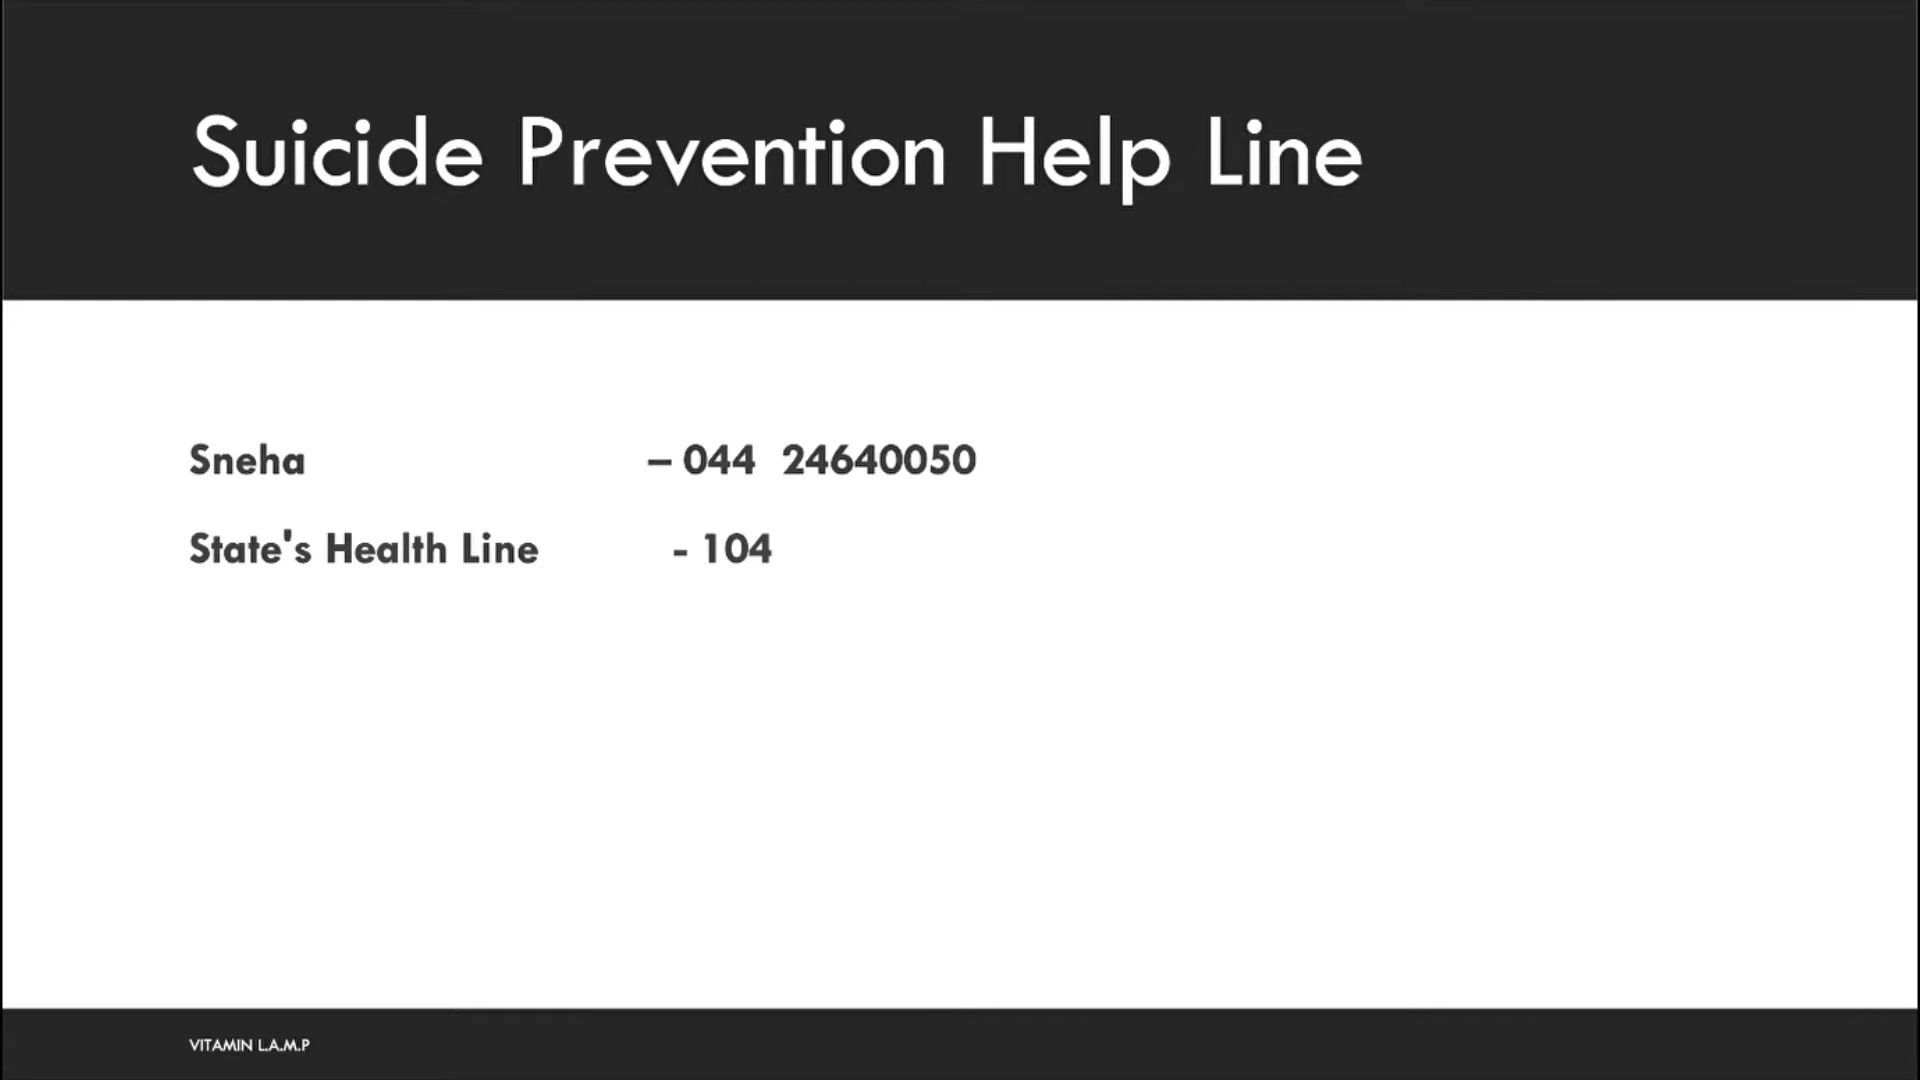 Suicide Prevention Help Line
Sneha – 044 24640050
State's Health Line - 104
VITAMIN L.A.M.P